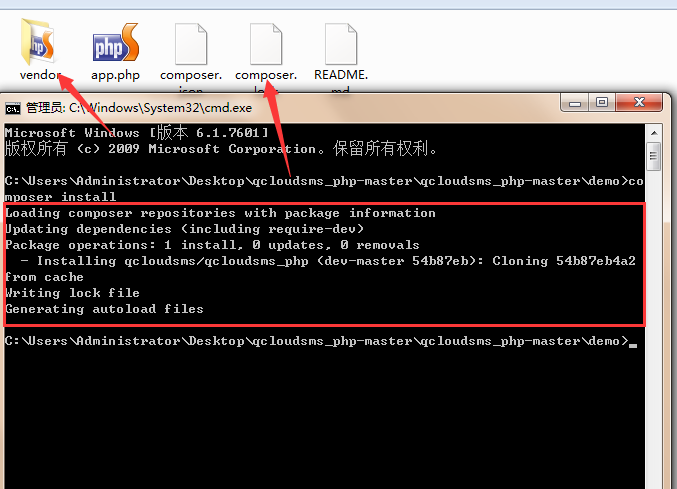 vendor
app.php
composer.
json
composer.
README.
md
管理员: C:\Windows\System32\cmd.exe
Microsoft Windows [版本 6.1.7601]
版权所有 (c) 2009 Microsoft Corporation。保留所有权利。
C:\Users\Administrator\Desktop\qcloudsms_php-master\qcloudsms_php-master\demo>co
mposer install
Loading composer repositories with package information
Updating dependencies (including require-dev)
Package operations: 1 install, 0 updates, 0 removals
- Installing qcloudsms/qcloudsms_php (dev-master 54b87eb): Cloning 54b87eb4a2
from cache
Writing lock file
Generating autoload files
C:\Users\Administrator\Desktop\qcloudsms_php-master\qcloudsms_php-master\demo>